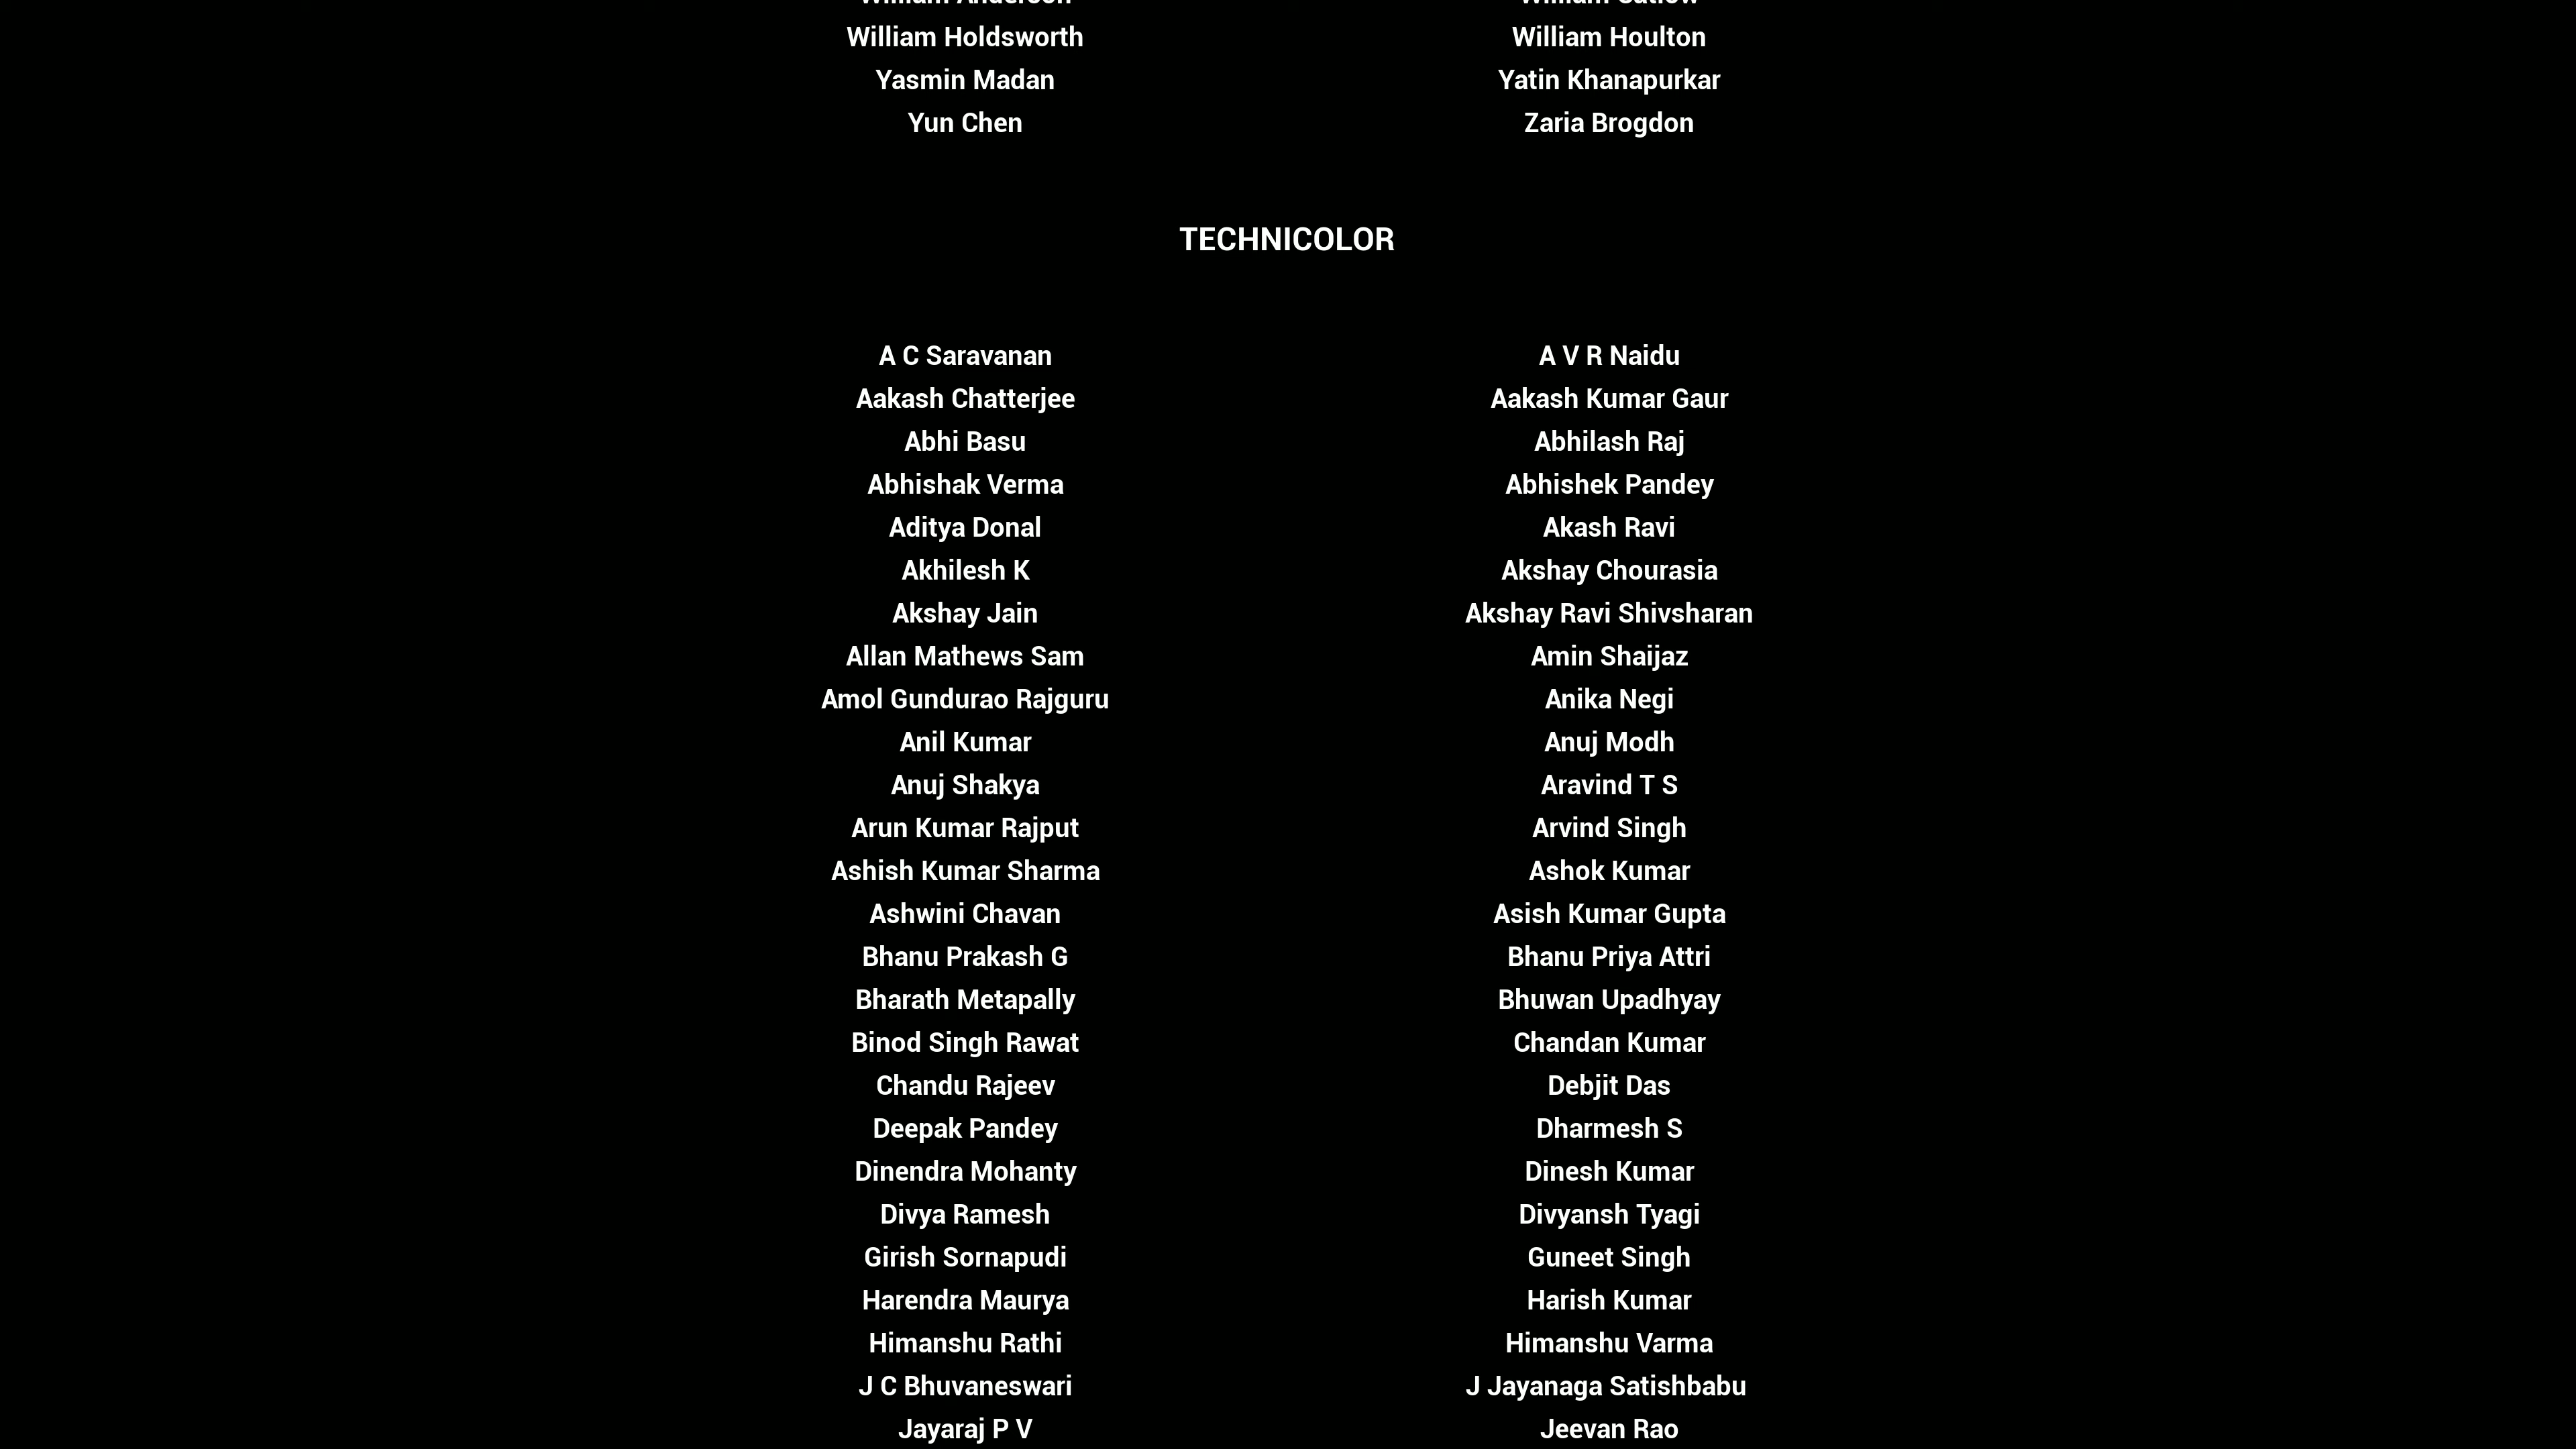 William Holdsworth William Houlton
Yasmin Madan Yatin Khanapurkar
Yun Chen Zaria Brogdon
TECHNICOLOR
A C Saravanan A V R Naidu
Aakash Chatterjee Aakash Kumar Gaur
Abhi Basu Abhilash Raj
Abhishak Verma Abhishek Pandey
Aditya Donal Akash Ravi
Akhilesh K Akshay Chourasia
Akshay Jain Akshay Ravi Shivsharan
Allan Mathews Sam Amin Shaijaz
Amol Gundurao Rajguru Anika Negi
Anil Kumar Anuj Modh
Anuj Shakya Aravind T S
Arun Kumar Rajput Arvind Singh
Ashish Kumar Sharma Ashok Kumar
Ashwini Chavan Asish Kumar Gupta
Bhanu Prakash G Bhanu Priya Attri
Bharath Metapally Bhuwan Upadhyay
Binod Singh Rawat Chandan Kumar
Chandu Rajeev Debjit Das
Deepak Pandey Dharmesh S
Dinendra Mohanty Dinesh Kumar
Divya Ramesh Divyansh Tyagi
Girish Sornapudi Guneet Singh
Harendra Maurya Harish Kumar
Himanshu Rathi Himanshu Varma
J C Bhuvaneswari J Jayanaga Satishbabu
Jayaraj P V Jeevan Rao